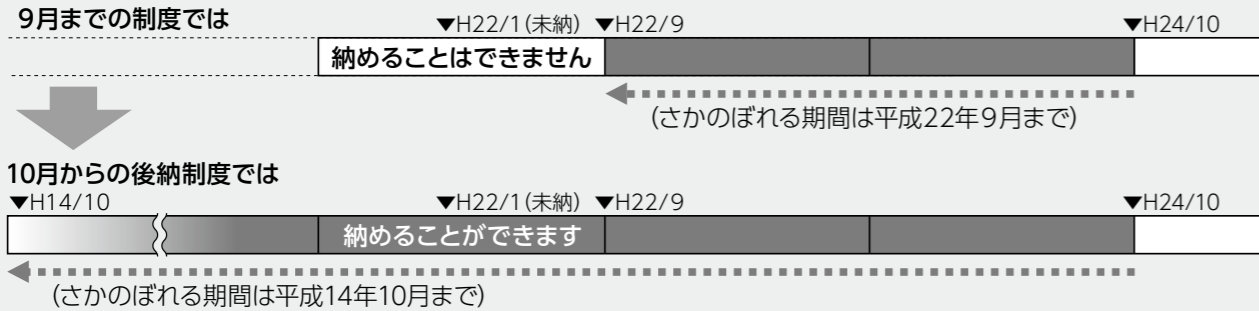 9月までの制度では
▼H22/1(未納) ▼H22/9 ▼H24/10
納めることはできません
(さかのぼれる期間は平成22年9月まで)
10月からの後納制度では
▼H14/10 ▼H22/1(未納) ▼H22/9 ▼H24/10
納めることができます
(さかのぼれる期間は平成14年10月まで)